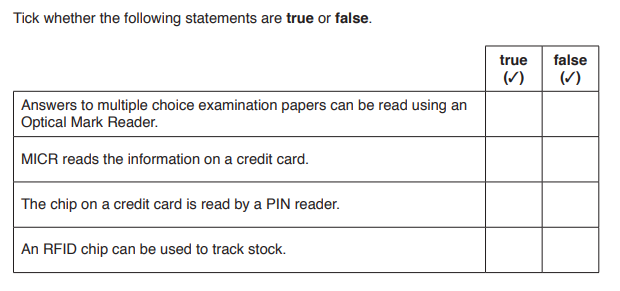 Tick whether the following statements are true or false.
true false
(✓) (✓)
Answers to multiple choice examination papers can be read using an
Optical Mark Reader.
MICR reads the information on a credit card.
The chip on a credit card is read by a PIN reader.
An RFID chip can be used to track stock.